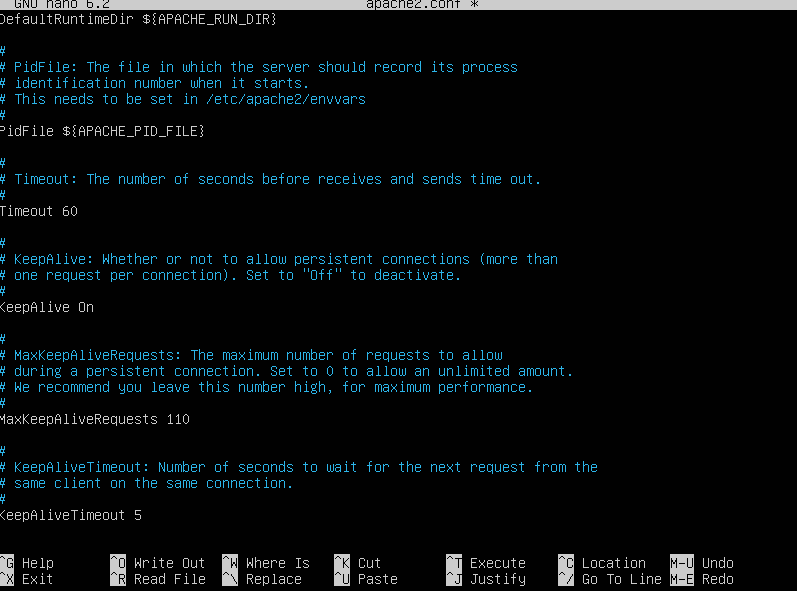 GNU nano 6.2 apache2.conf *
DefaultRuntimeDir ${APACHE_RUN_DIR}
#
# PidFile: The file in which the server should record its process
# identification number when it starts.
# This needs to be set in /etc/apache2/envvars
#
PidFile ${APACHE_PID_FILE}
#
# Timeout: The number of seconds before receives and sends time out.
#
Timeout 60
#
# KeepAlive: Whether or not to allow persistent connections (more than
# one request per connection). Set to "Off" to deactivate.
#
KeepAlive On
#
# MaxKeepAliveRequests: The maximum number of requests to allow
# during a persistent connection. Set to 0 to allow an unlimited amount.
# We recommend you leave this number high, for maximum performance.
#
MaxKeepAliveRequests 110
#
# KeepAliveTimeout: Number of seconds to wait for the next request from the
# same client on the same connection.
#
KeepAliveTimeout 5
^G Help ^O Write Out ^W Where Is ^K Cut ^T Execute ^C Location M-U Undo
^X Exit ^R Read File ^\ Replace ^U Paste ^J Justify ^/ Go To Line M-E Redo